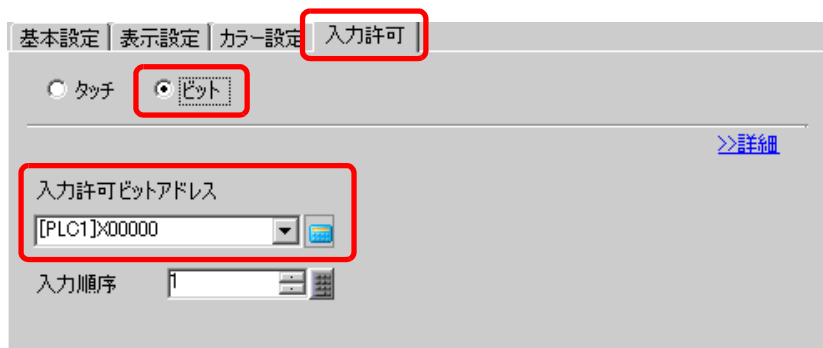 基本設定 表示設定 カラー設定 入力許可
タッチ ビット
>>詳細
入力許可ビットアドレス
[PLC1]X00000
入力順序 1